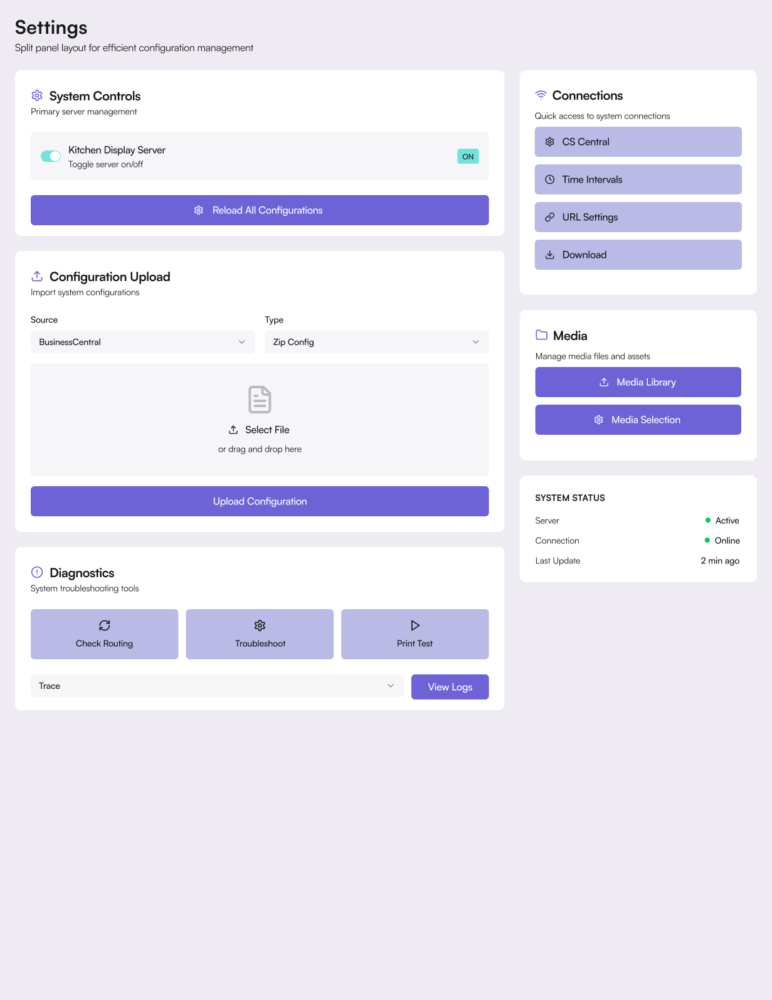 Settings
Split panel layout for efficient configuration management
System Controls
Primary server management
Kitchen Display Server
Toggle server on/off
ON
Reload All Configurations
Configuration Upload
Import system configurations
Source
Type
BusinessCentral
Zip Config
Select File
or drag and drop here
Upload Configuration
Diagnostics
System troubleshooting tools
Check Routing
Troubleshoot
Print Test
Trace
View Logs
Connections
Quick access to system connections
CS Central
Time Intervals
URL Settings
Download
Media
Manage media files and assets
Media Library
Media Selection
SYSTEM STATUS
Server
Active
Connection
Online
Last Update
2 min ago